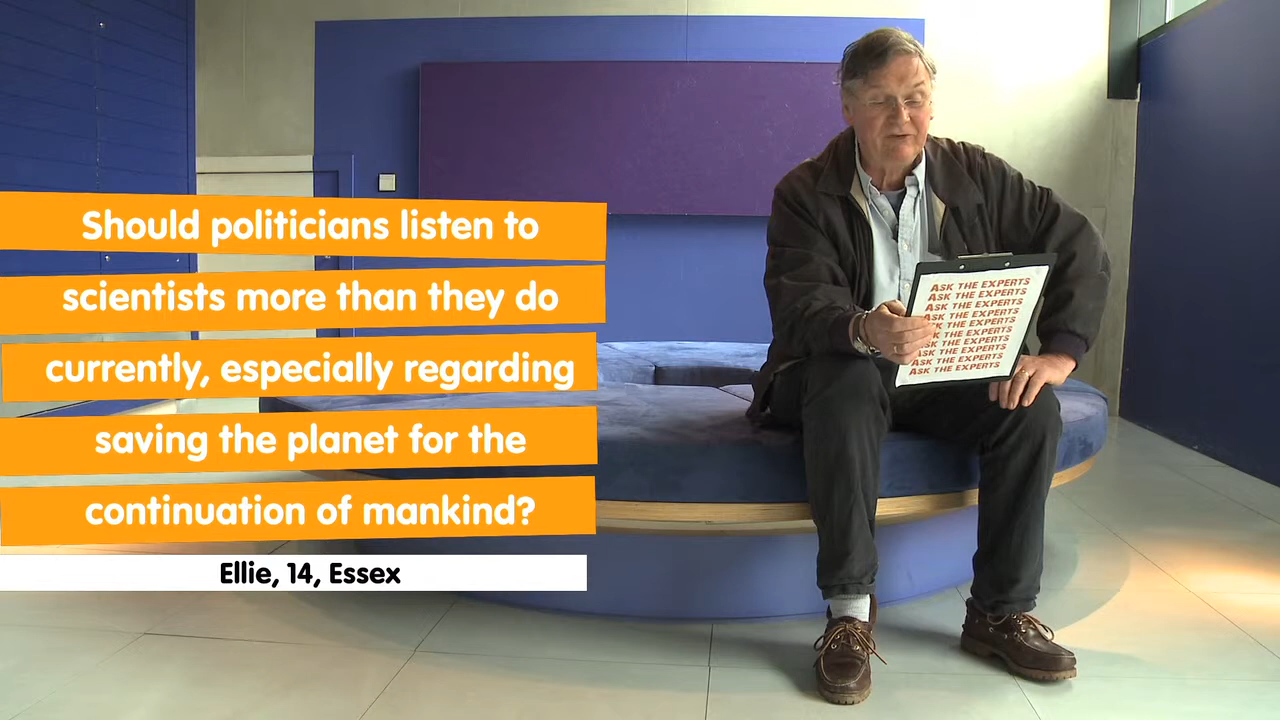 Should politicians listen to
scientists more than they do
currently, especially regarding
saving the planet for the
continuation of mankind?
Ellie, 14, Essex
ASK THE EXPERTS
ASK THE EXPERTS
ASK THE EXPERTS
ASK THE EXPERTS
ASK THE EXPERTS
ASK THE EXPERTS
ASK THE EXPERTS
ASK THE EXPERTS
ASK THE EXPERTS
ASK THE EXPERTS